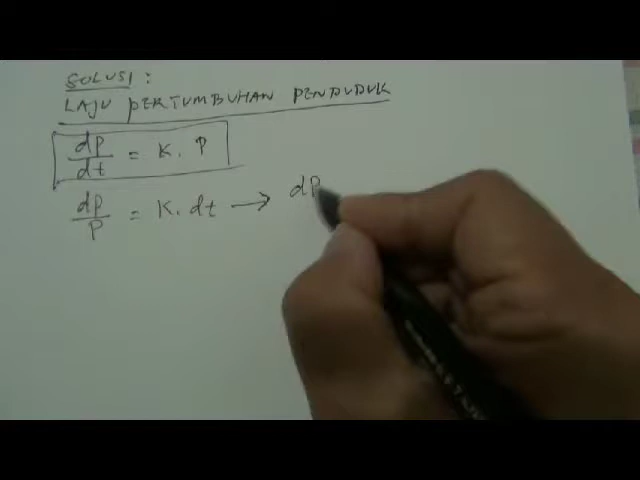 SOLUSI :
LAJU PERTUMBUHAN PENDUDUK
dP/dt = K . P
dP/P = K . dt → dP